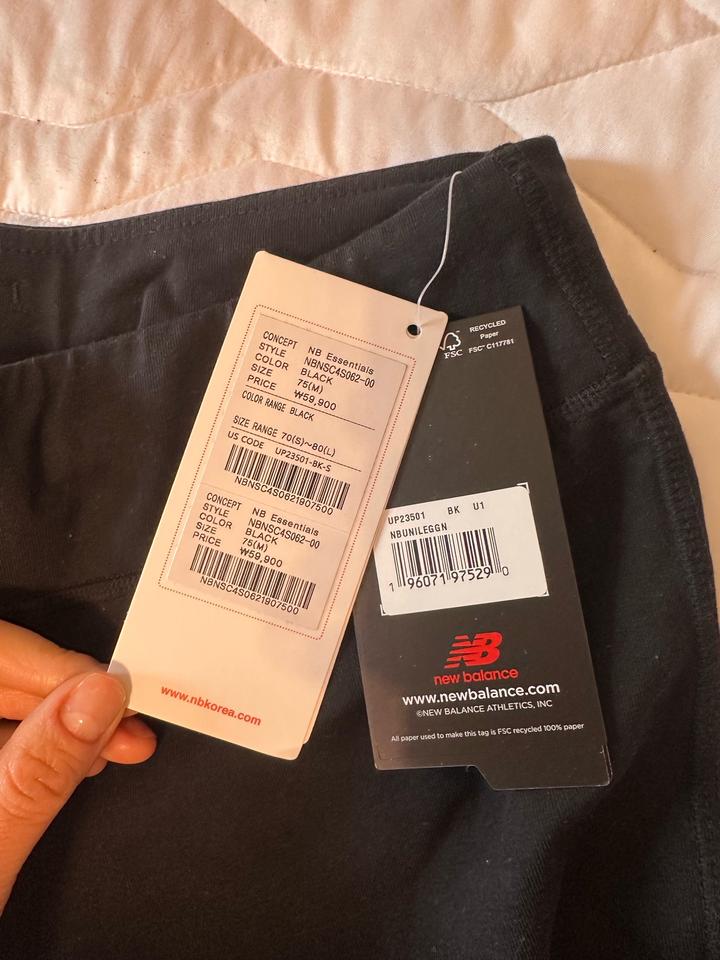 CONCEPT NB Essentials
STYLE NBNSC4S062-00
COLOR BLACK
SIZE 75(M)
PRICE ₩59,900
COLOR RANGE BLACK
SIZE RANGE 70(S)~80(L)
US CODE UP23501-BK-S
NBNSC4S0621907500
CONCEPT NB Essentials
STYLE NBNSC4S062-00
COLOR BLACK
SIZE 75(M)
PRICE ₩59,900
NBNSC4S0621907500
www.nbkorea.com
RECYCLED
Paper
FSC FSC™ C117781
UP23501 BK U1
NBUNILEGGN
1 96071 97529 0
NB
new balance
www.newbalance.com
©NEW BALANCE ATHLETICS, INC
All paper used to make this tag is FSC recycled 100% paper